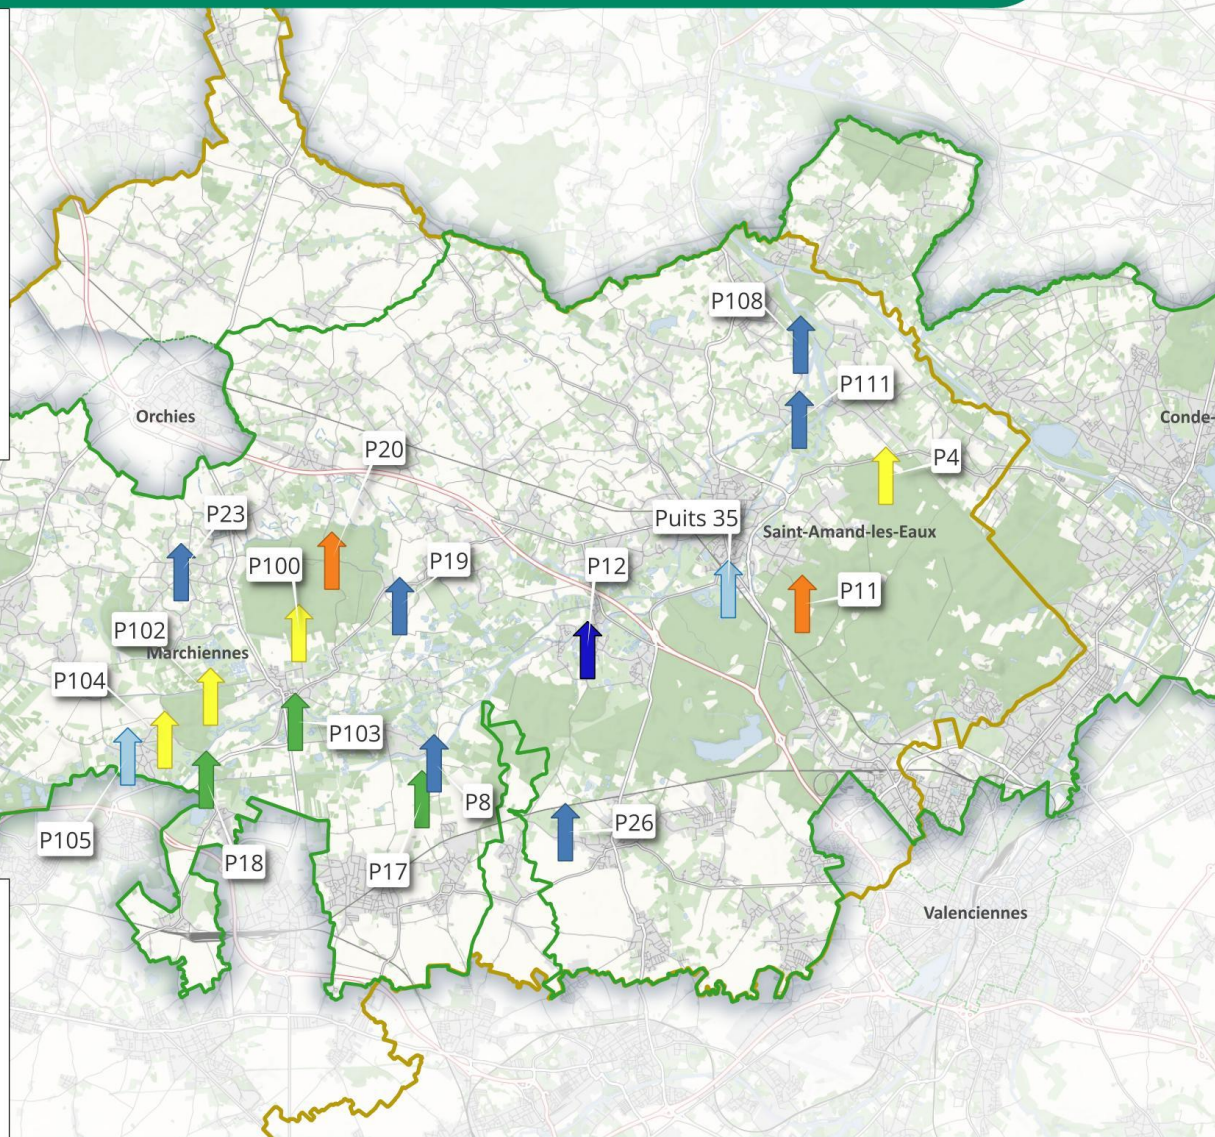 P108
P111
Orchies
Conde-
P20
P4
P23
Puits 35
Saint-Amand-les-Eaux
P100
P19
P12
P11
P102
Marchiennes
P104
P103
P8
P26
P105
P18
P17
Valenciennes